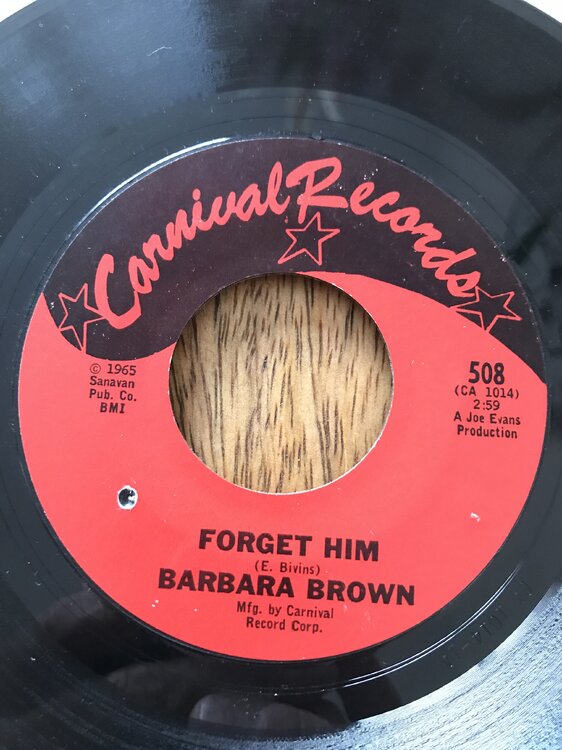 Carnival Records
© 1965
Sanavan
Pub. Co.
BMI
508
(CA 1014)
2:59
A Joe Evans
Production
FORGET HIM
(E. Bivins)
BARBARA BROWN
Mfg. by Carnival
Record Corp.